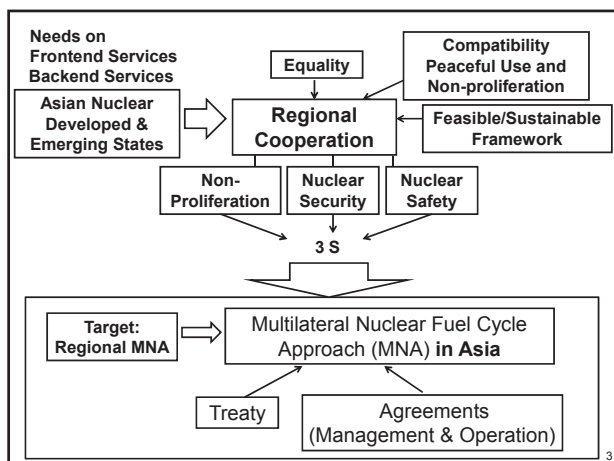 Needs on
Frontend Services
Backend Services
Asian Nuclear
Developed &
Emerging States
Equality
Compatibility
Peaceful Use and
Non-proliferation
Regional
Cooperation
Feasible/Sustainable
Framework
Non-
Proliferation
Nuclear
Security
Nuclear
Safety
3 S
Target:
Regional MNA
Multilateral Nuclear Fuel Cycle
Approach (MNA) in Asia
Treaty
Agreements
(Management & Operation)
3